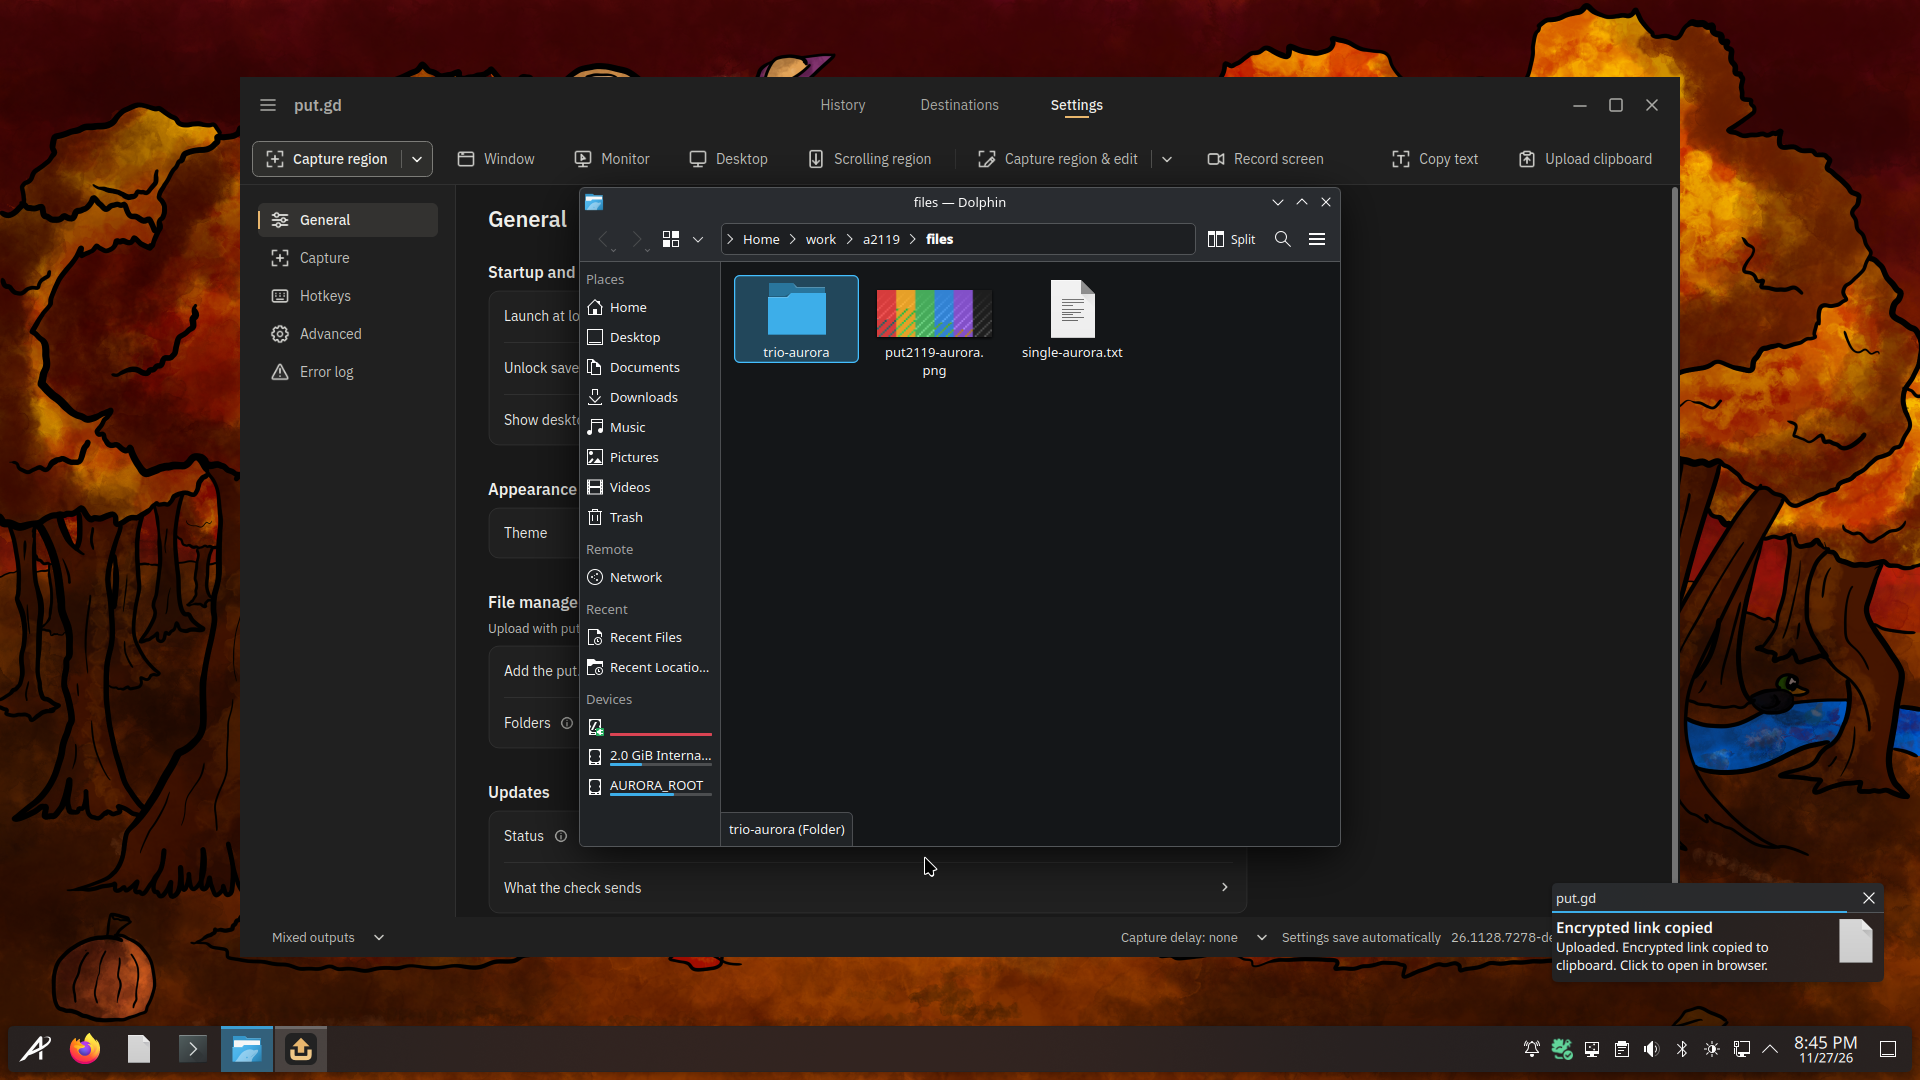 put.gd
History
Destinations
Settings
Capture region
Window
Monitor
Desktop
Scrolling region
Capture region & edit
Record screen
Copy text
Upload clipboard
General
Capture
Hotkeys
Advanced
Error log
General
Startup and
Launch at lo
Unlock save
Show deskt
Appearance
Theme
File manage
Upload with put
Add the put.
Folders
Updates
Status
What the check sends
files — Dolphin
Home
work
a2119
files
Split
Places
Home
Desktop
Documents
Downloads
Music
Pictures
Videos
Trash
Remote
Network
Recent
Recent Files
Recent Locatio...
Devices
2.0 GiB Interna...
AURORA_ROOT
trio-aurora
put2119-aurora.
png
single-aurora.txt
trio-aurora (Folder)
Mixed outputs
Capture delay: none
Settings save automatically
26.1128.7278-de
put.gd
Encrypted link copied
Uploaded. Encrypted link copied to
clipboard. Click to open in browser.
8:45 PM
11/27/26